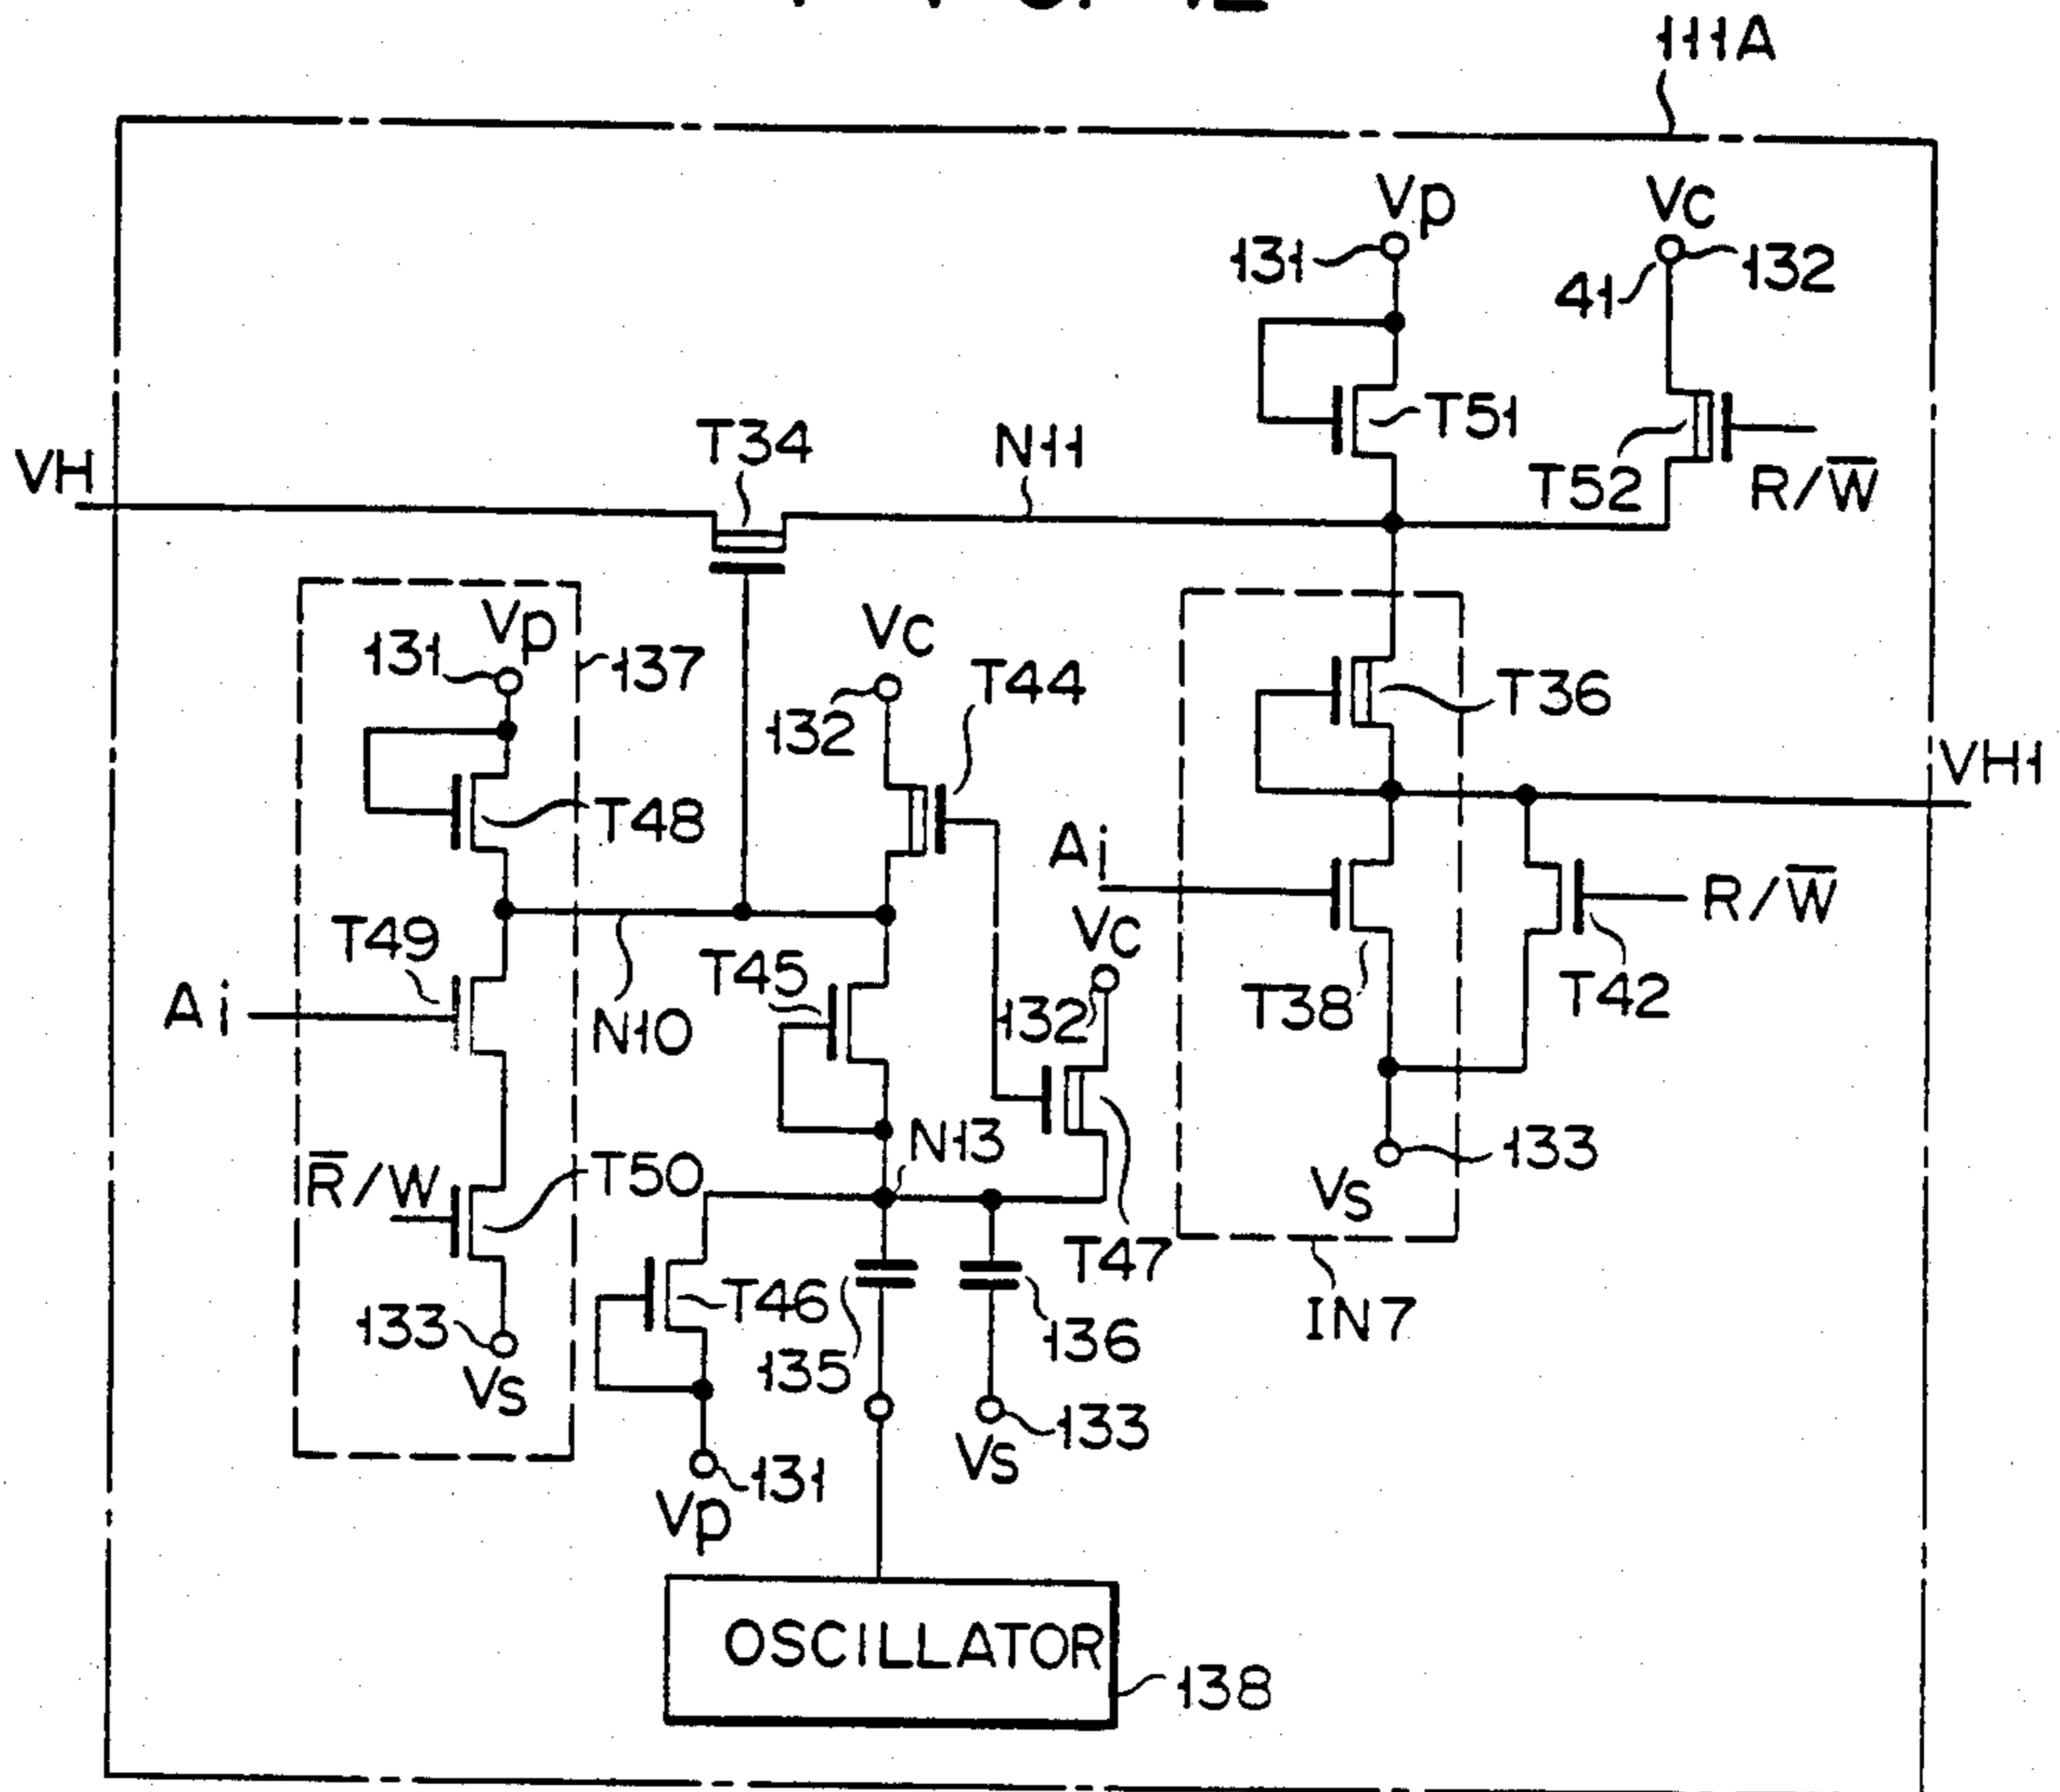 111A
Vp
Vc
131
41
132
T34
N11
T51
VH
T52
R/W̅
Vp
131
137
Vc
T44
132
T36
VH1
T48
Ai
T49
T45
Vc
R/W̅
Ai
N10
132
T38
T42
N13
R̅/W
T50
133
Vs
T46
T47
133
135
136
IN7
Vs
133
Vs
131
Vp
OSCILLATOR
138